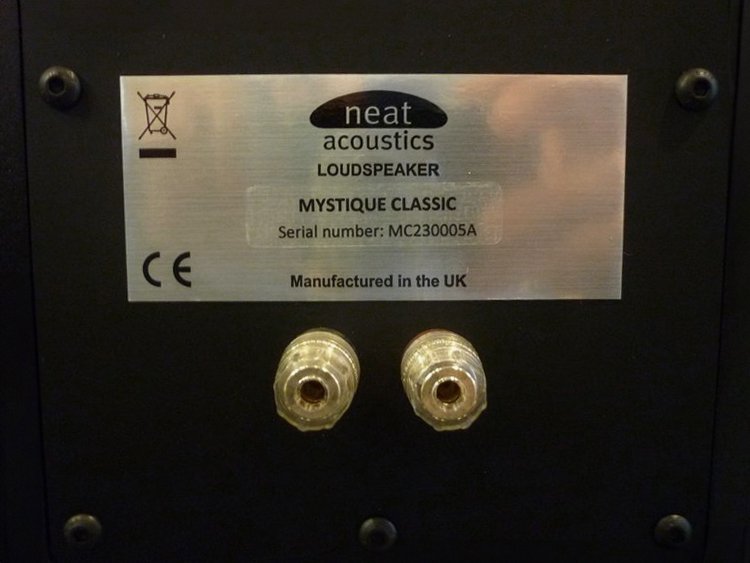 neat
acoustics
LOUDSPEAKER
MYSTIQUE CLASSIC
Serial number: MC230005A
CE
Manufactured in the UK